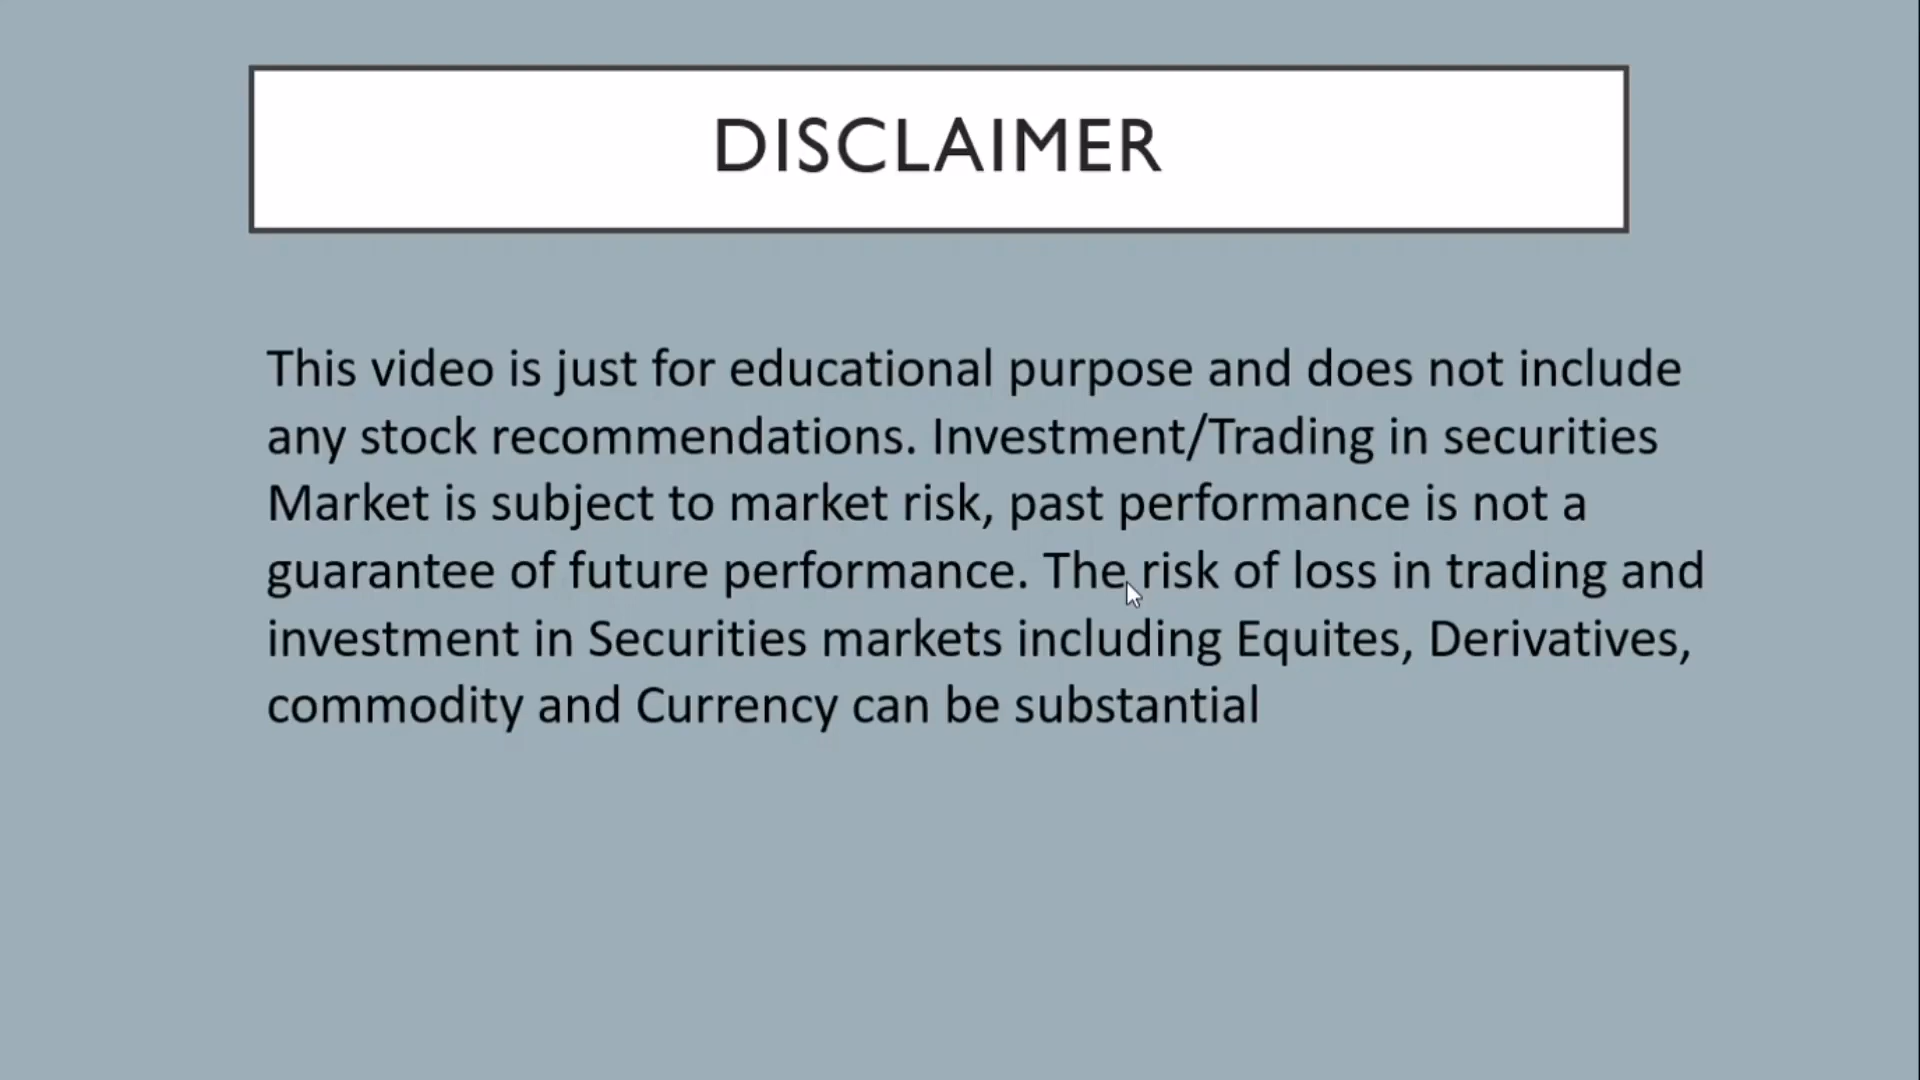 DISCLAIMER
This video is just for educational purpose and does not include
any stock recommendations. Investment/Trading in securities
Market is subject to market risk, past performance is not a
guarantee of future performance. The risk of loss in trading and
investment in Securities markets including Equites, Derivatives,
commodity and Currency can be substantial